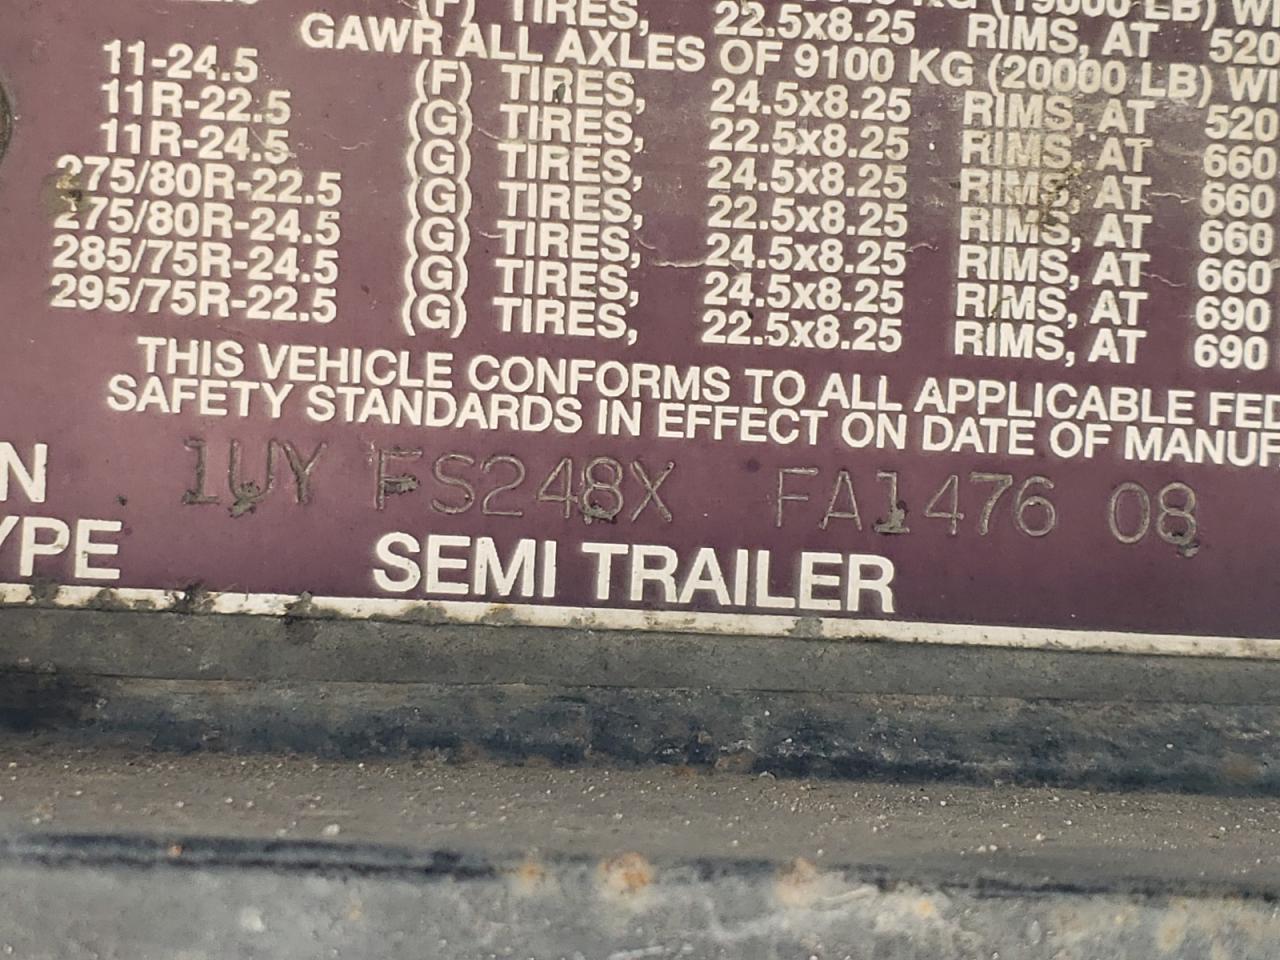 (F) TIRES, 22.5x8.25 RIMS, AT 520
GAWR ALL AXLES OF 9100 KG (20000 LB) WI
11-24.5 (F) TIRES, 24.5x8.25 RIMS, AT 520
11R-22.5 (G) TIRES, 22.5x8.25 RIMS, AT 660
11R-24.5 (G) TIRES, 24.5x8.25 RIMS, AT 660
275/80R-22.5 (G) TIRES, 22.5x8.25 RIMS, AT 660
275/80R-24.5 (G) TIRES, 24.5x8.25 RIMS, AT 660
285/75R-24.5 (G) TIRES, 24.5x8.25 RIMS, AT 690
295/75R-22.5 (G) TIRES, 22.5x8.25 RIMS, AT 690
THIS VEHICLE CONFORMS TO ALL APPLICABLE FED
SAFETY STANDARDS IN EFFECT ON DATE OF MANUF
N 1UY FS248X FA1476 08
YPE SEMI TRAILER